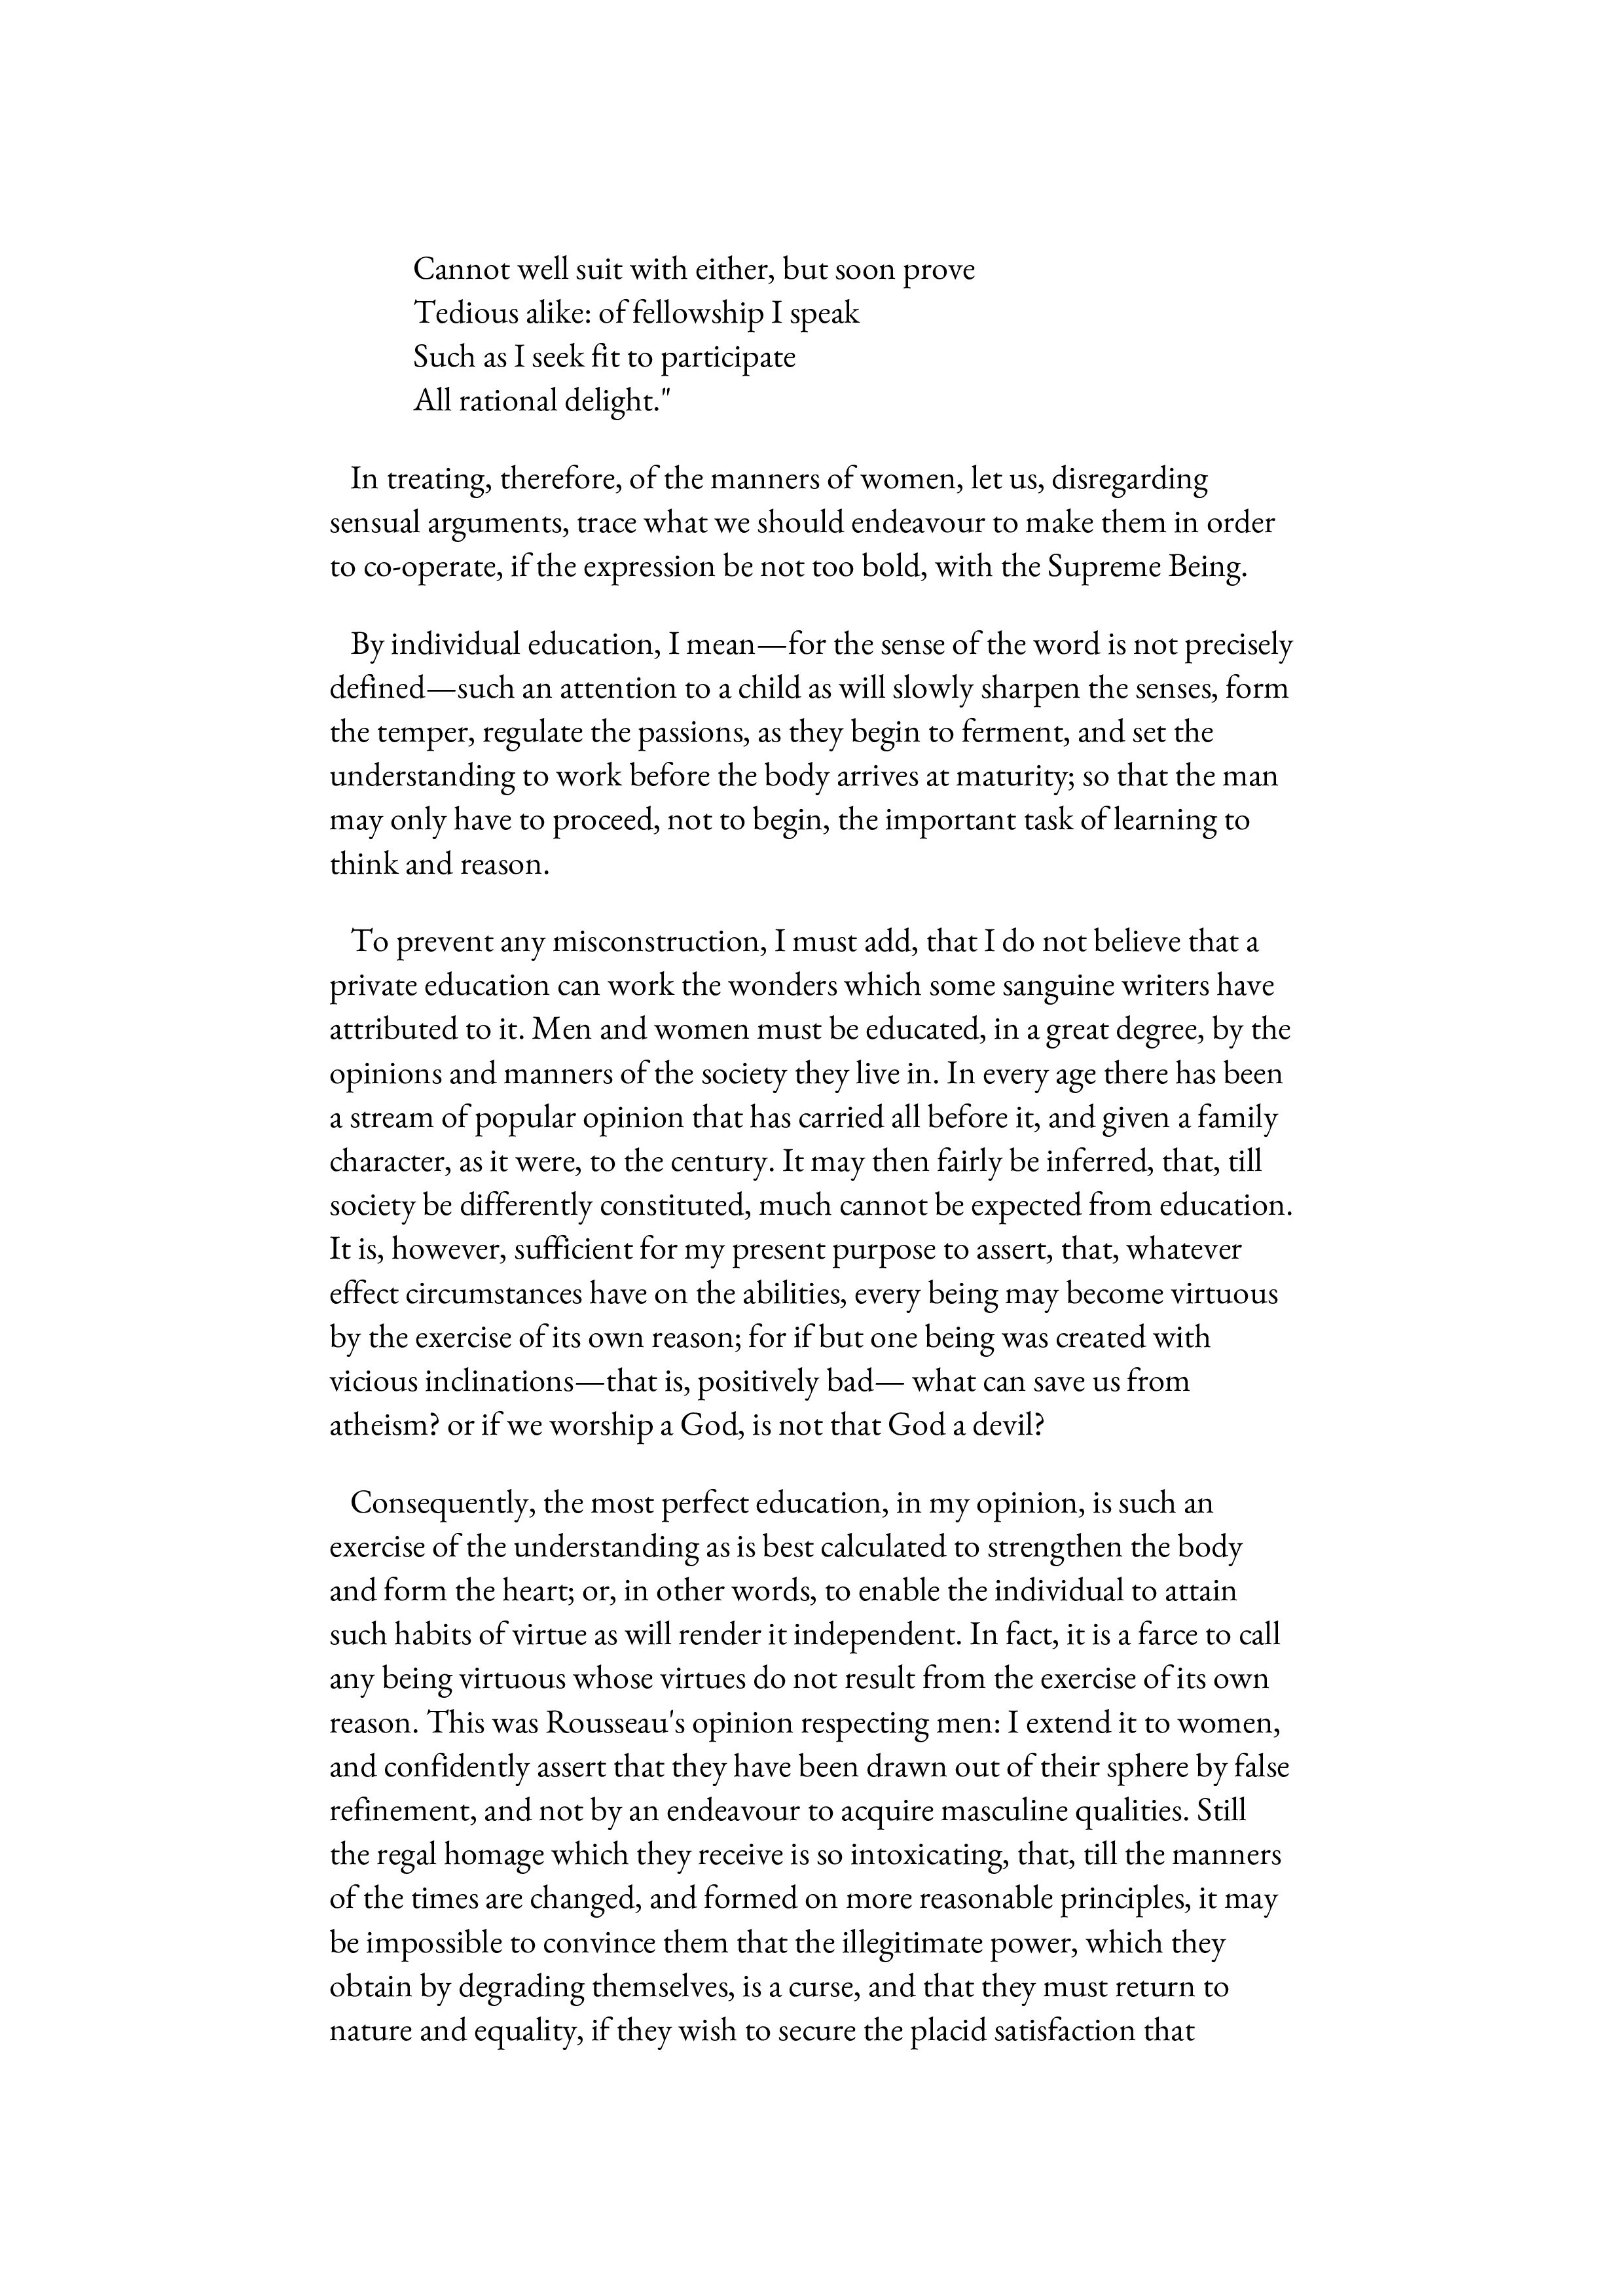 Cannot well suit with either, but soon prove
Tedious alike: of fellowship I speak
Such as I seek fit to participate
All rational delight."
In treating, therefore, of the manners of women, let us, disregarding
sensual arguments, trace what we should endeavour to make them in order
to co-operate, if the expression be not too bold, with the Supreme Being.
By individual education, I mean—for the sense of the word is not precisely
defined—such an attention to a child as will slowly sharpen the senses, form
the temper, regulate the passions, as they begin to ferment, and set the
understanding to work before the body arrives at maturity; so that the man
may only have to proceed, not to begin, the important task of learning to
think and reason.
To prevent any misconstruction, I must add, that I do not believe that a
private education can work the wonders which some sanguine writers have
attributed to it. Men and women must be educated, in a great degree, by the
opinions and manners of the society they live in. In every age there has been
a stream of popular opinion that has carried all before it, and given a family
character, as it were, to the century. It may then fairly be inferred, that, till
society be differently constituted, much cannot be expected from education.
It is, however, sufficient for my present purpose to assert, that, whatever
effect circumstances have on the abilities, every being may become virtuous
by the exercise of its own reason; for if but one being was created with
vicious inclinations—that is, positively bad— what can save us from
atheism? or if we worship a God, is not that God a devil?
Consequently, the most perfect education, in my opinion, is such an
exercise of the understanding as is best calculated to strengthen the body
and form the heart; or, in other words, to enable the individual to attain
such habits of virtue as will render it independent. In fact, it is a farce to call
any being virtuous whose virtues do not result from the exercise of its own
reason. This was Rousseau's opinion respecting men: I extend it to women,
and confidently assert that they have been drawn out of their sphere by false
refinement, and not by an endeavour to acquire masculine qualities. Still
the regal homage which they receive is so intoxicating, that, till the manners
of the times are changed, and formed on more reasonable principles, it may
be impossible to convince them that the illegitimate power, which they
obtain by degrading themselves, is a curse, and that they must return to
nature and equality, if they wish to secure the placid satisfaction that